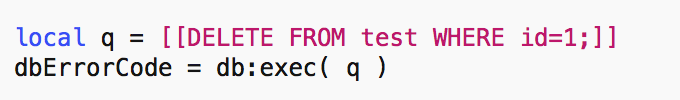 local q = [[DELETE FROM test WHERE id=1;]]
dbErrorCode = db:exec( q )